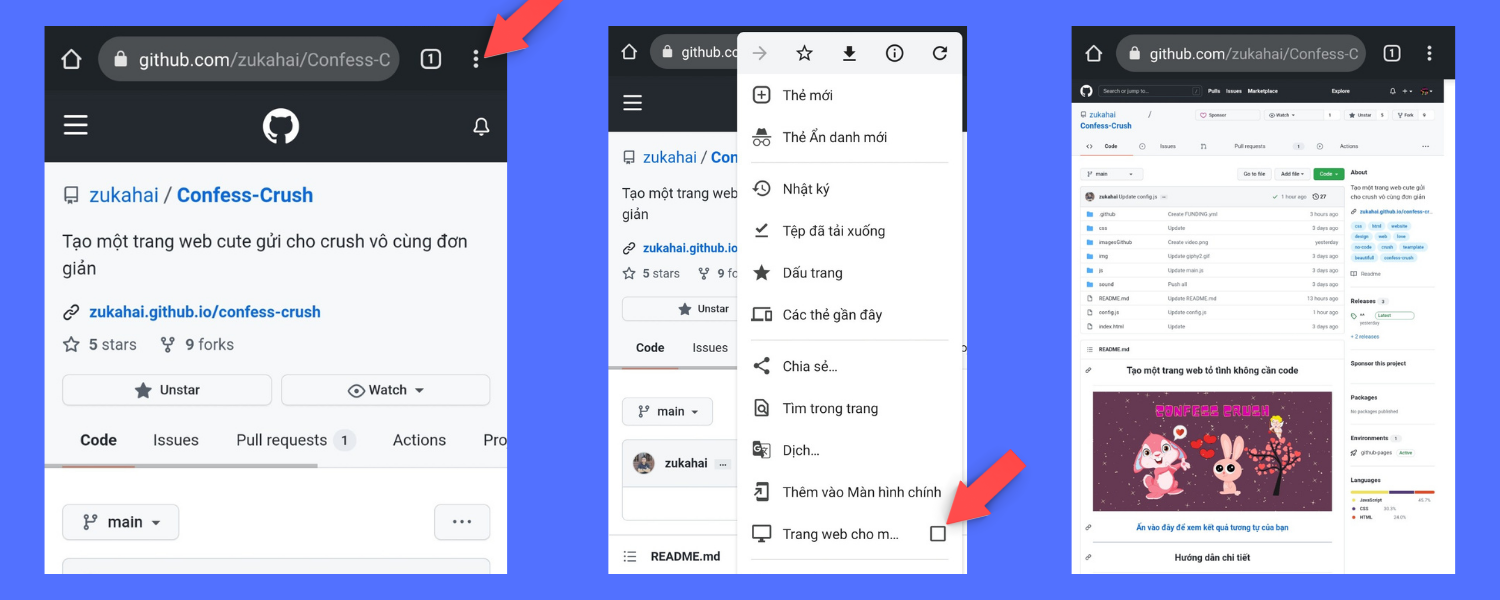 github.com/zukahai/Confess-C
1
zukahai / Confess-Crush
Tạo một trang web cute gửi cho crush vô cùng đơn
giản
zukahai.github.io/confess-crush
5 stars 9 forks
Unstar Watch
Code Issues Pull requests 1 Actions Pro
main
github.co
zukahai / Con
Tạo một trang web
giản
zukahai.github.io
5 stars 9 fo
Unstar
Code Issues
main
zukahai
README.md
Thẻ mới
Thẻ Ẩn danh mới
Nhật ký
Tệp đã tải xuống
Dấu trang
Các thẻ gần đây
Chia sẻ...
Tìm trong trang
Dịch...
Thêm vào Màn hình chính
Trang web cho m...
github.com/zukahai/Confess-C
1
Search or jump to... Pulls Issues Marketplace Explore
zukahai /
Confess-Crush
Sponsor Watch 1 Unstar 5 Fork 9
Code Issues Pull requests 1 Actions
main Go to file Add file Code
zukahai Update config.js 1 hour ago 27
.github Create FUNDING.yml 3 hours ago
css Update 3 days ago
imagesGithub Create video.png yesterday
img Update giptv2.gif 3 days ago
js Update main.js 3 days ago
sound Push all 3 days ago
README.md Update README.md 13 hours ago
config.js Update config.js 1 hour ago
index.html Update 3 days ago
README.md
Tạo một trang web tỏ tình không cần code
CONFESS CRUSH
Ấn vào đây để xem kết quả tương tự của bạn
Hướng dẫn chi tiết
About
Tạo một trang web cute gửi
cho crush vô cùng đơn giản
zukahai.github.io/confess-cr...
css html website
design web love
no-code crush teamplate
beautifull confess-crush
Readme
Releases 3
Latest
yesterday
+ 2 releases
Sponsor this project
Packages
No packages published
Environments 1
github-pages Active
Languages
JavaScript 45.7%
CSS 30.3%
HTML 24.0%